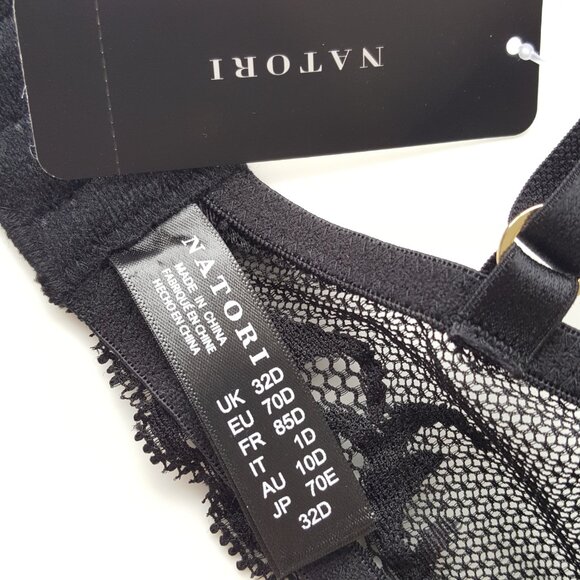 NATORI
NATORI
MADE IN CHINA
FABRIQUE EN CHINE
HECHO EN CHINA
UK 32D
EU 70D
FR 85D
IT 1D
AU 10D
JP 70E
32D